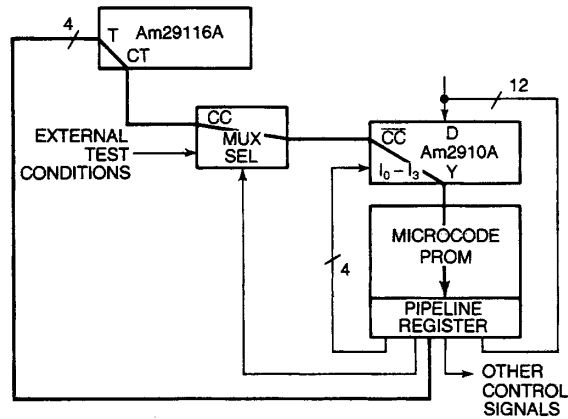 4
Am29116A
T
CT
12
CC
MUX
SEL
EXTERNAL
TEST
CONDITIONS
D
CC
Am2910A
I0 – I3
Y
4
MICROCODE
PROM
PIPELINE
REGISTER
OTHER
CONTROL
SIGNALS